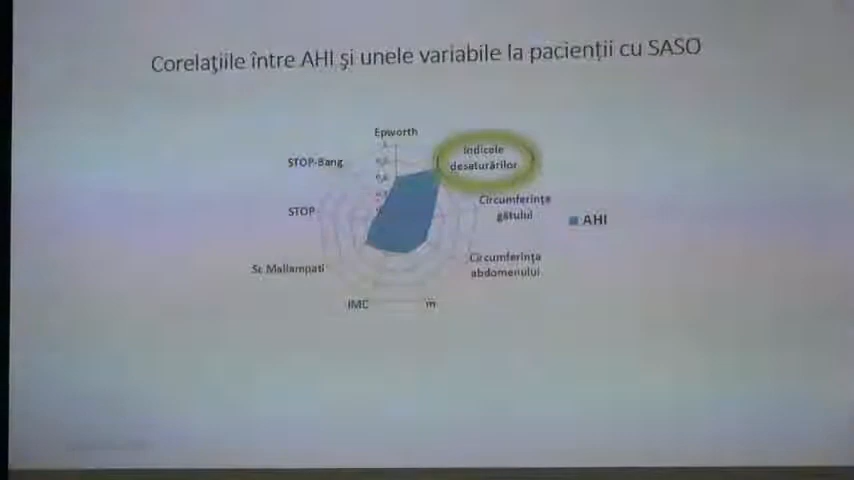 Corelaţiile între AHI şi unele variabile la pacienţii cu SASO
Epworth
STOP-Bang
Indicele
desaturărilor
Circumferinţa
gâtului
STOP
AHI
Circumferinţa
abdomenului
Sc Mallampati
IMC
m